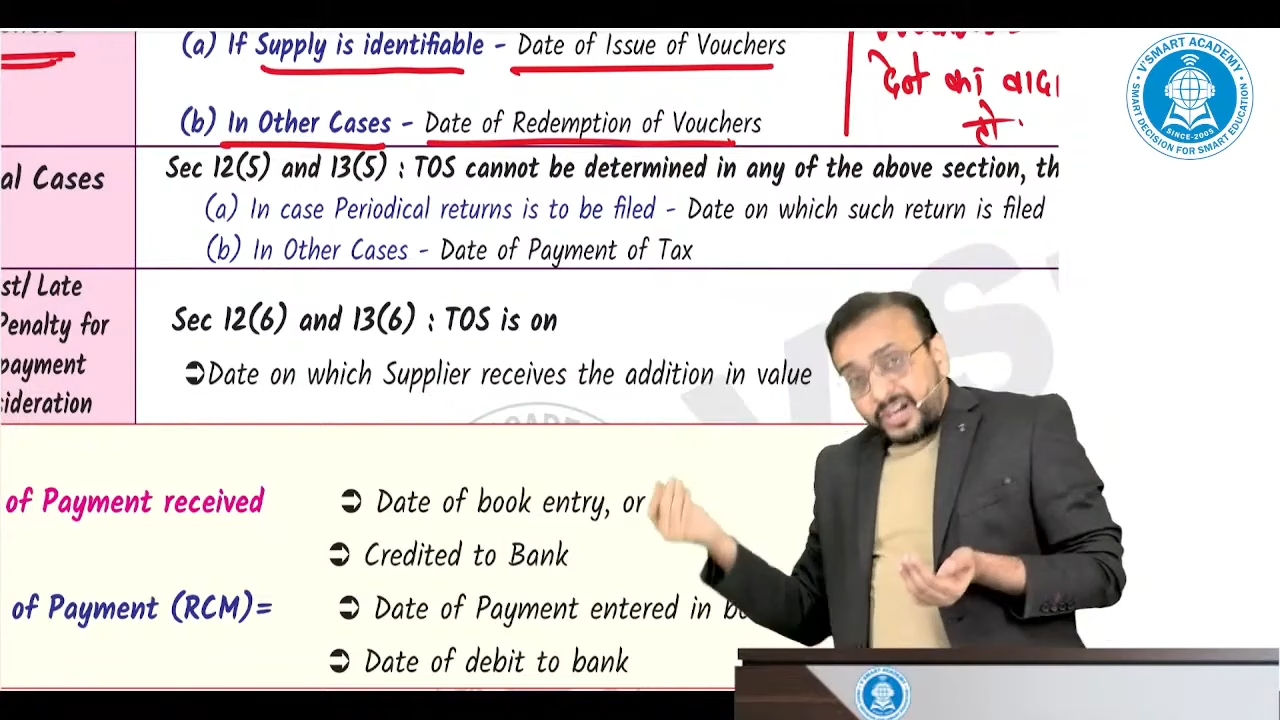 (a) If Supply is identifiable - Date of Issue of Vouchers
देने का वादा
हो.
(b) In Other Cases - Date of Redemption of Vouchers
al Cases
Sec 12(5) and 13(5) : TOS cannot be determined in any of the above section, th
(a) In case Periodical returns is to be filed - Date on which such return is filed
(b) In Other Cases - Date of Payment of Tax
st/ Late
Penalty for
payment
ideration
Sec 12(6) and 13(6) : TOS is on
➲Date on which Supplier receives the addition in value
of Payment received
➲ Date of book entry, or
➲ Credited to Bank
of Payment (RCM)=
➲ Date of Payment entered in b
➲ Date of debit to bank
V'SMART ACADEMY
SINCE-2005
SMART DECISION FOR SMART EDUCATION